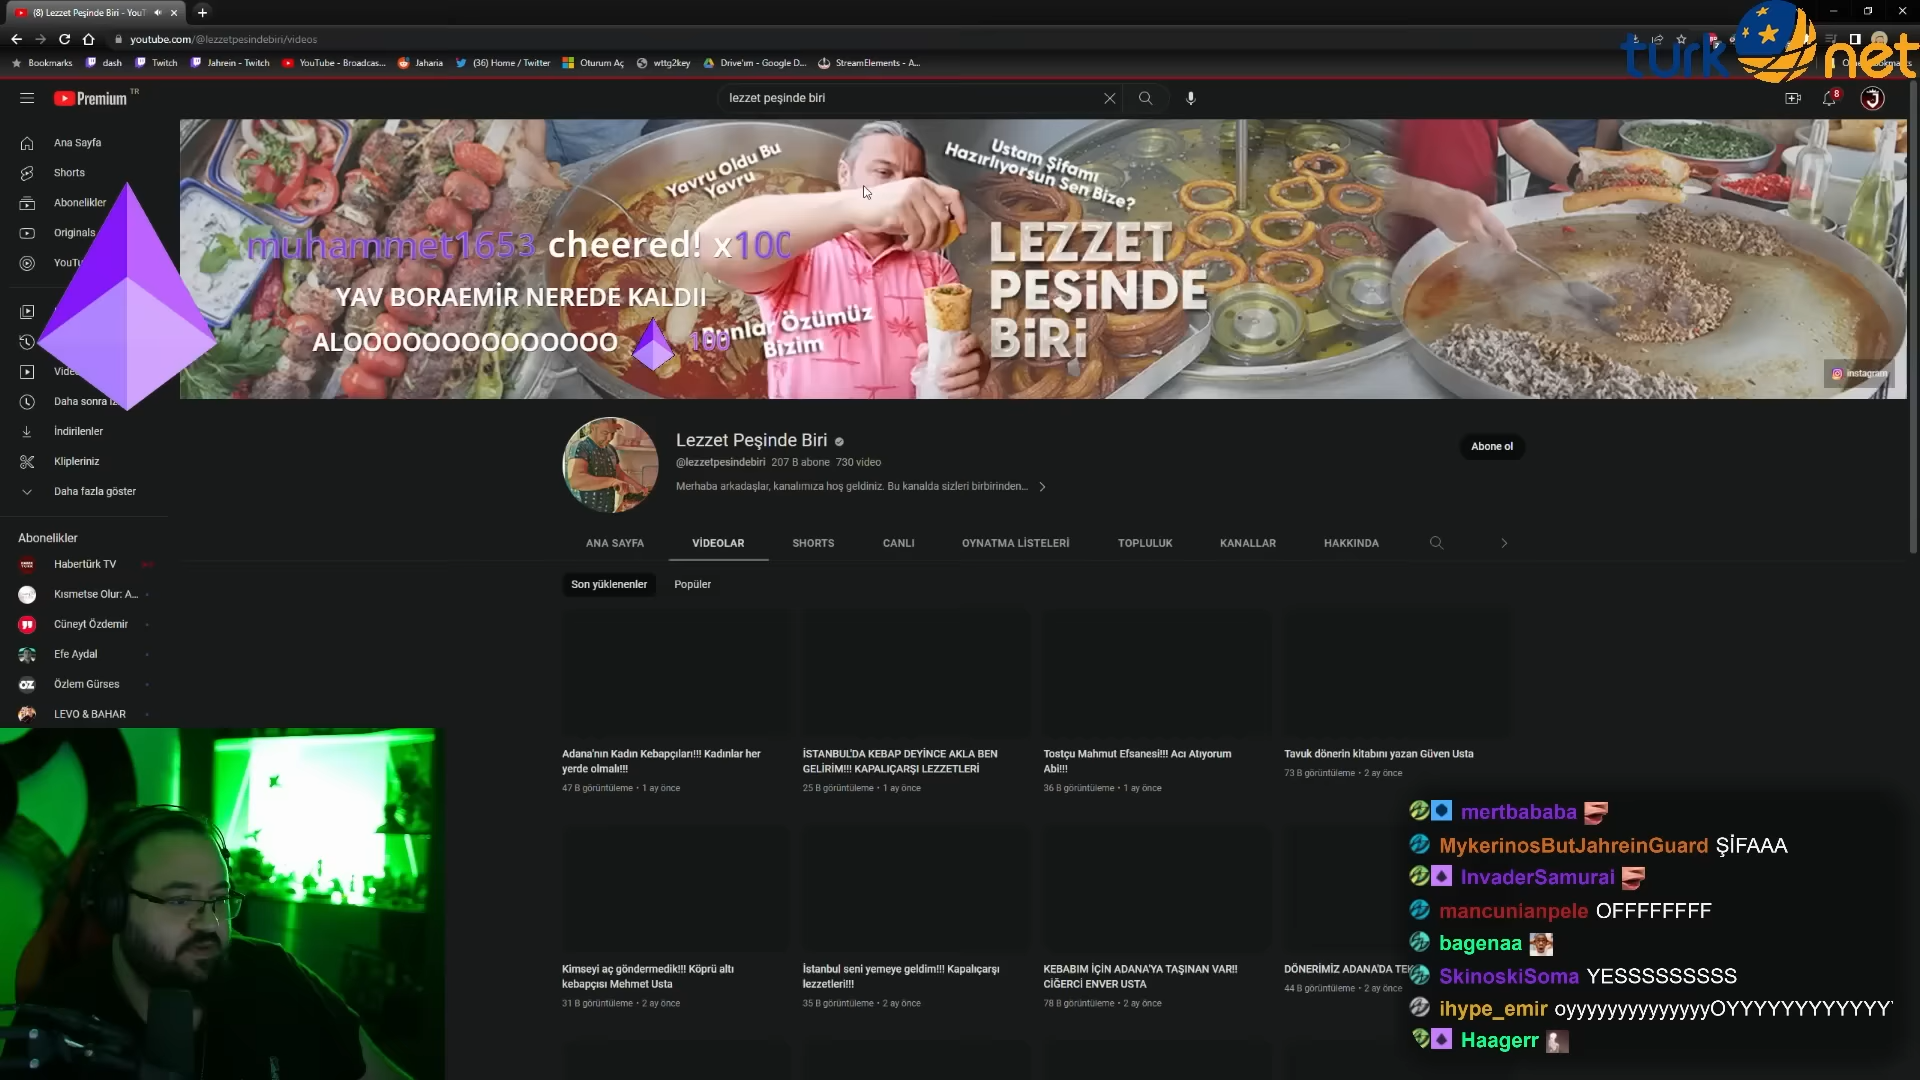 (8) Lezzet Peşinde Biri - YouT
youtube.com/@lezzetpesindebiri/videos
Bookmarks
dash
Twitch
Jahrein - Twitch
YouTube - Broadcas...
Jaharia
(36) Home / Twitter
Oturum Aç
wttg2key
Drive'ım - Google D...
StreamElements - A...
turk
net
Premium
TR
lezzet peşinde biri
8
Ana Sayfa
Shorts
Abonelikler
Originals
Daha sonra
İndirilenler
Klipleriniz
Daha fazla göster
Abonelikler
Habertürk TV
Kısmetse Olur: A...
Cüneyt Özdemir
Efe Aydal
Özlem Gürses
LEVO & BAHAR
Yavru Oldu Bu
Yavru
Ustam Şifamı
Hazırlıyorsun Sen Bize?
LEZZET
PEŞİNDE
BİRİ
Özümüz
Bizim
instagram
muhammet1653 cheered! x100
YAV BORAEMİR NEREDE KALDII
ALOOOOOOOOOOOOOO 100
Lezzet Peşinde Biri
@lezzetpesindebiri 207 B abone 730 video
Merhaba arkadaşlar, kanalımıza hoş geldiniz. Bu kanalda sizleri birbirinden...
Abone ol
ANA SAYFA
VİDEOLAR
SHORTS
CANLI
OYNATMA LİSTELERİ
TOPLULUK
KANALLAR
HAKKINDA
Son yüklenenler
Popüler
Adana'nın Kadın Kebapçıları!!! Kadınlar her
yerde olmalı!!!
47 B görüntüleme • 1 ay önce
İSTANBUL'DA KEBAP DEYİNCE AKLA BEN
GELİRİM!!! KAPALIÇARŞI LEZZETLERİ
25 B görüntüleme • 1 ay önce
Tostçu Mahmut Efsanesi!!! Acı Atıyorum
Abi!!!
36 B görüntüleme • 1 ay önce
Tavuk dönerin kitabını yazan Güven Usta
73 B görüntüleme • 2 ay önce
Kimseyi aç göndermedik!!! Köprü altı
kebapçısı Mehmet Usta
31 B görüntüleme • 2 ay önce
İstanbul seni yemeye geldim!!! Kapalıçarşı
lezzetleri!!!
35 B görüntüleme • 2 ay önce
KEBABIM İÇİN ADANA'YA TAŞINAN VAR!!
CİĞERCİ ENVER USTA
78 B görüntüleme • 2 ay önce
DÖNERİMİZ ADANA'DA TEK
44 B görüntüleme • 2 ay önce
mertbababa
MykerinosButJahreinGuard ŞİFAAA
InvaderSamurai
mancunianpele OFFFFFFFF
bagenaa
SkinoskiSoma YESSSSSSSSS
ihype_emir oyyyyyyyyyyyyyyOYYYYYYYYYYYY
Haagerr